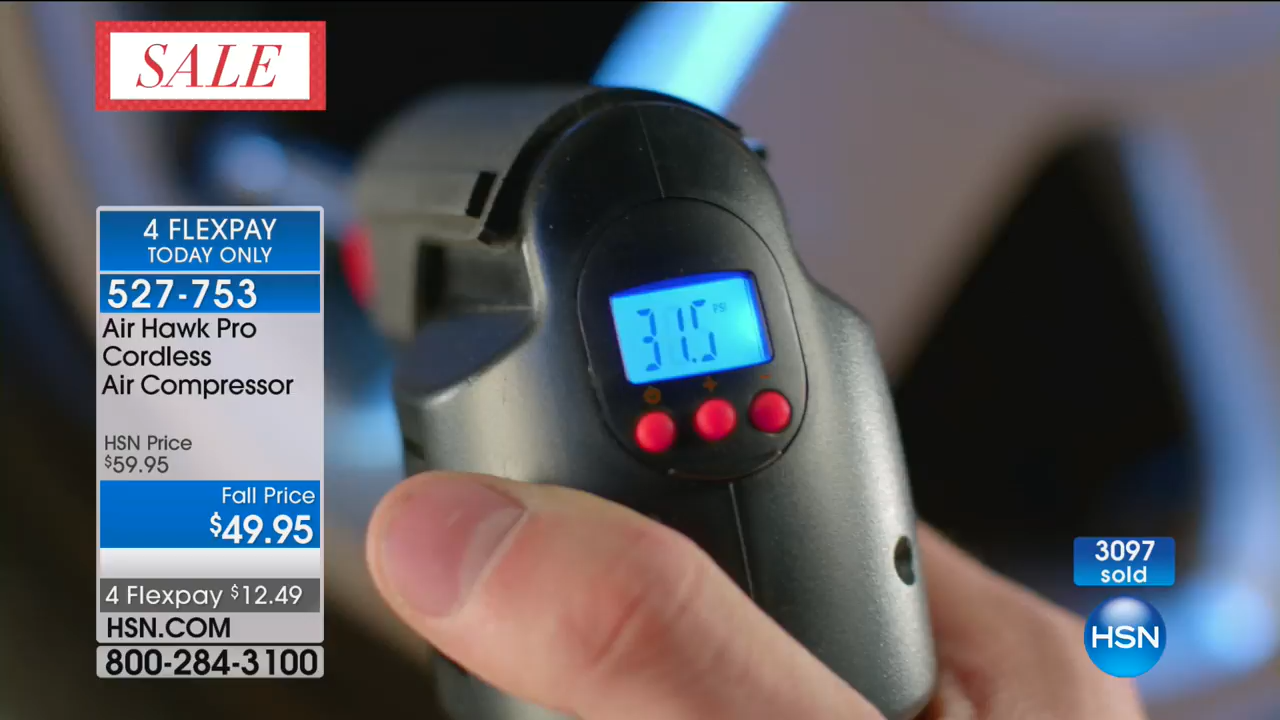 SALE
4 FLEXPAY
TODAY ONLY
527-753
Air Hawk Pro
Cordless
Air Compressor
HSN Price
$59.95
Fall Price
$49.95
4 Flexpay $12.49
HSN.COM
800-284-3100
31.5 PSI
3097
sold
HSN